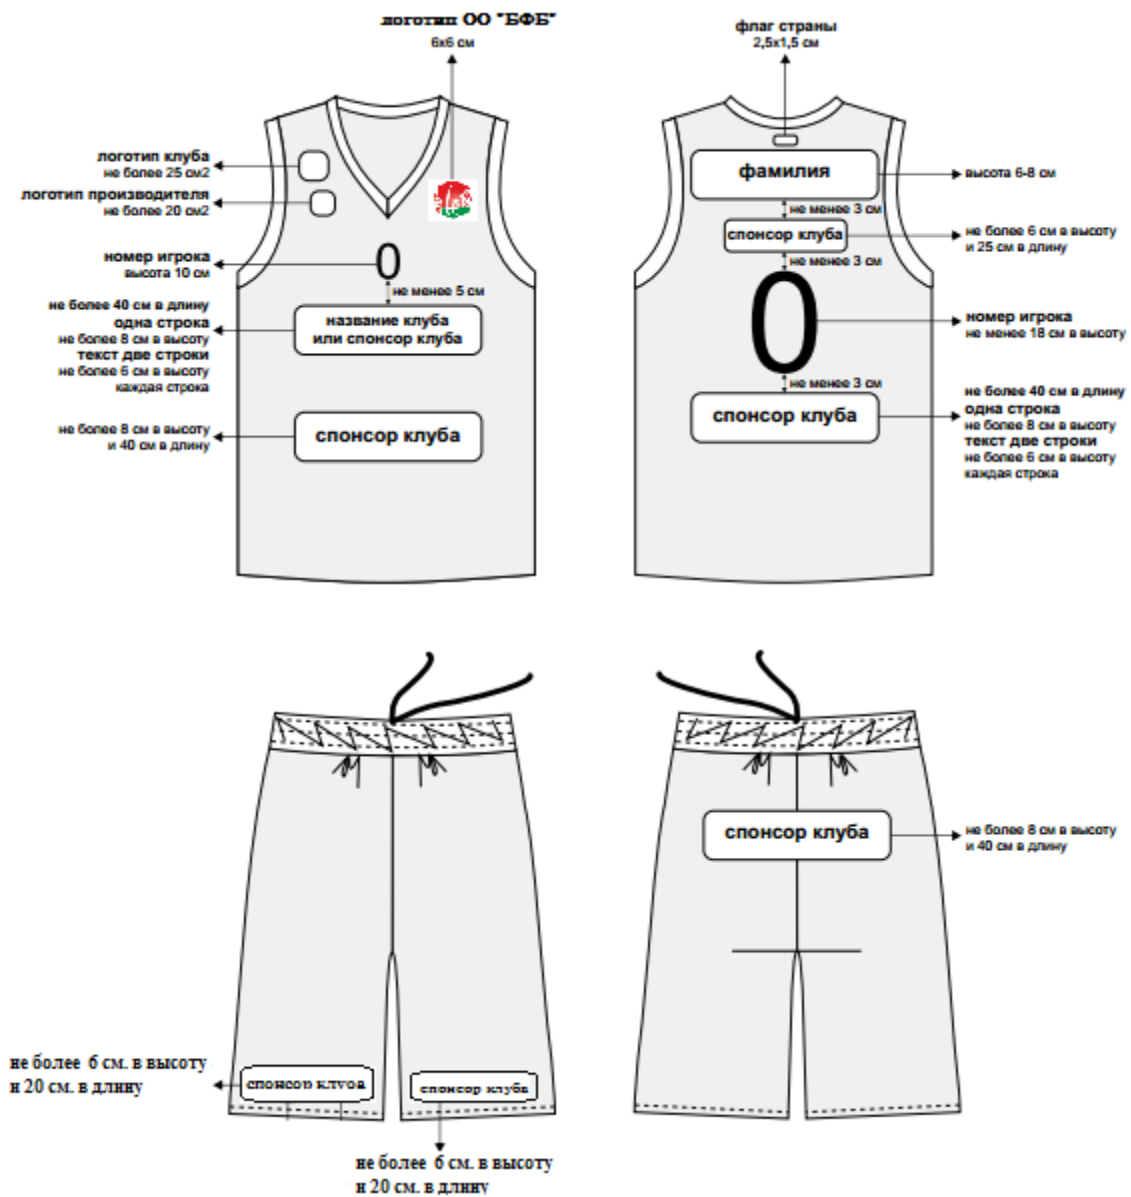 логотип ОО "БФБ"
6х6 см
флаг страны
2,5х1,5 см
логотип клуба
не более 25 см2
логотип производителя
не более 20 см2
номер игрока
высота 10 см
0
не менее 5 см
не более 40 см в длину
одна строка
не более 8 см в высоту
текст две строки
не более 6 см в высоту
каждая строка
название клуба
или спонсор клуба
не более 8 см в высоту
и 40 см в длину
спонсор клуба
фамилия
высота 6-8 см
не менее 3 см
спонсор клуба
не более 6 см в высоту
и 25 см в длину
не менее 3 см
0
номер игрока
не менее 18 см в высоту
не менее 3 см
спонсор клуба
не более 40 см в длину
одна строка
не более 8 см в высоту
текст две строки
не более 6 см в высоту
каждая строка
спонсор клуба
не более 8 см в высоту
и 40 см в длину
не более 6 см. в высоту
и 20 см. в длину
спонсор клуба
спонсор клуба
не более 6 см. в высоту
и 20 см. в длину